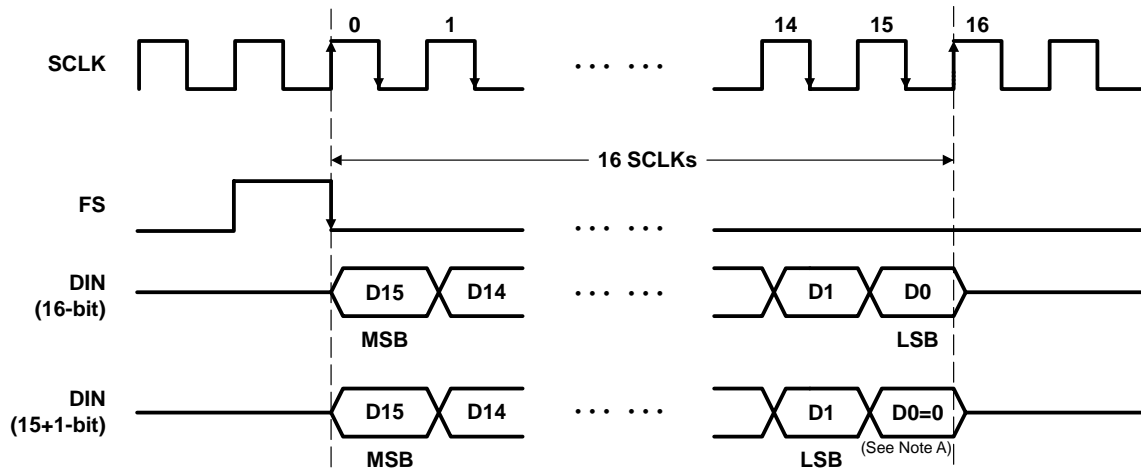 0 1 14 15 16
SCLK
... ... 
16 SCLKs
FS
... ...
DIN
(16-bit)
D15 D14 ... ... D1 D0
MSB LSB
DIN
(15+1-bit)
D15 D14 ... ... D1 D0=0
(See Note A)
MSB LSB